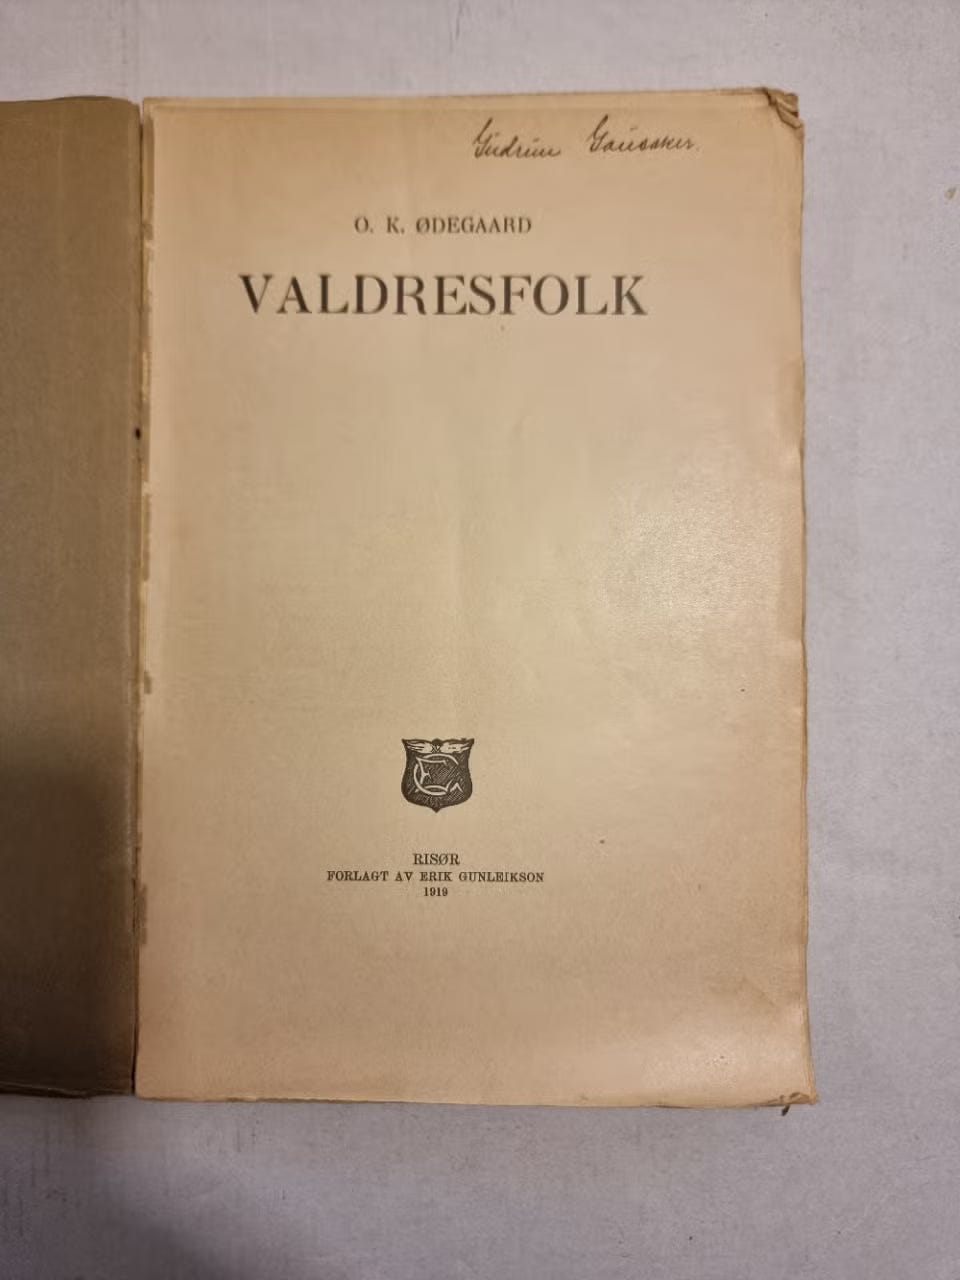 Gudrun Gausaker.
O. K. ØDEGAARD
VALDRESFOLK
RISØR
FORLAGT AV ERIK GUNLEIKSON
1919